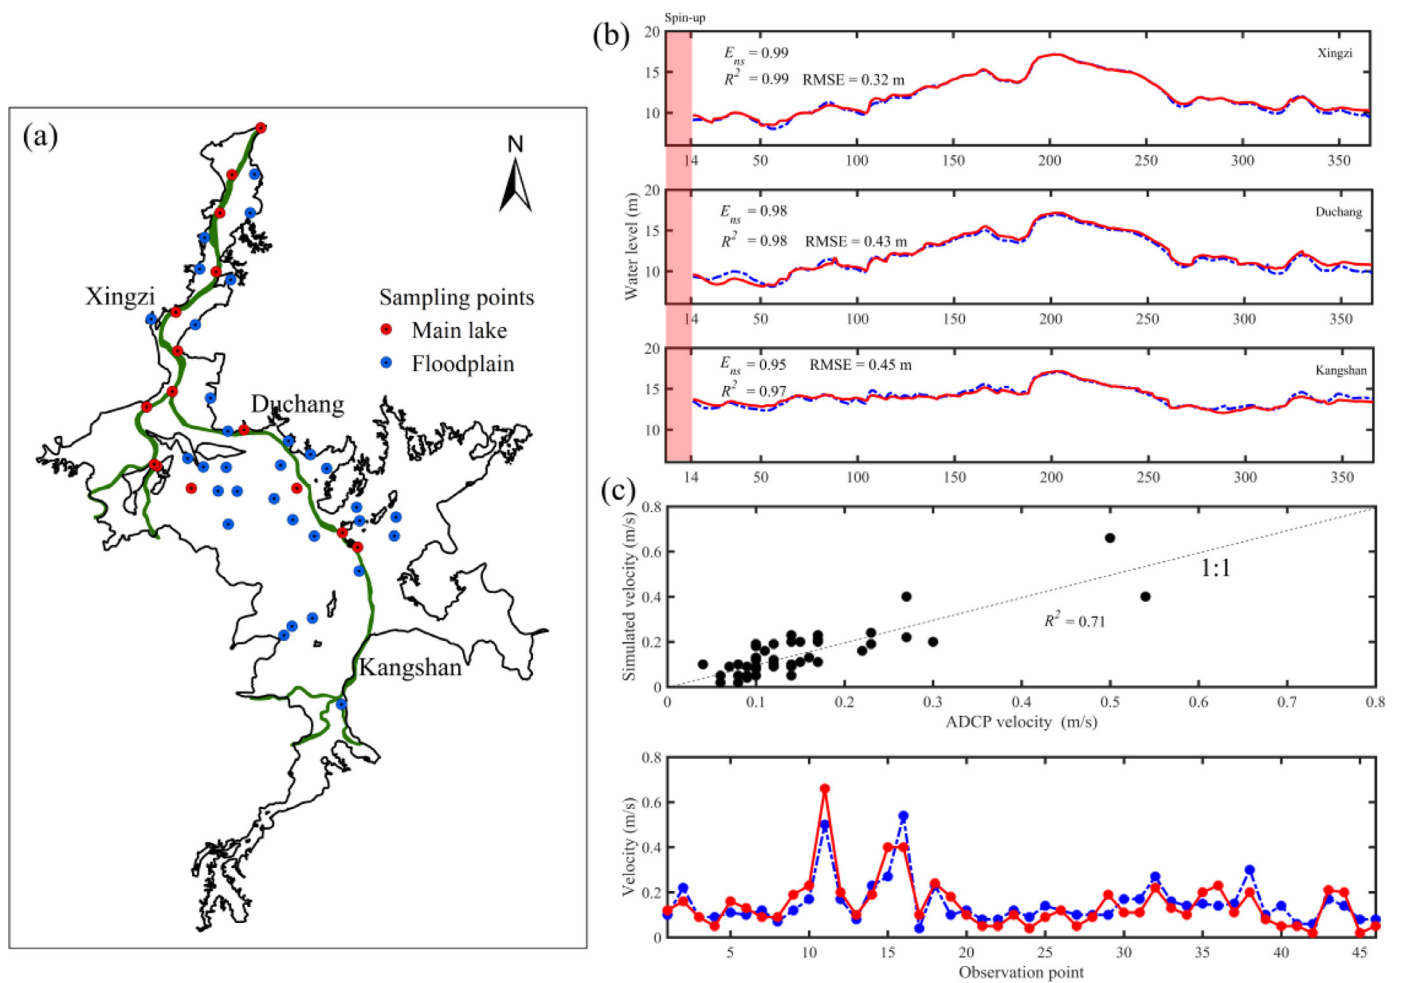 (a)
N
Xingzi
Sampling points
Main lake
Floodplain
Duchang
Kangshan
(b)
Spin-up
20
15
10
E_ns = 0.99
R² = 0.99 RMSE = 0.32 m
Xingzi
14 50 100 150 200 250 300 350
Water level (m)
20
15
10
E_ns = 0.98
R² = 0.98 RMSE = 0.43 m
Duchang
14 50 100 150 200 250 300 350
20
15
10
E_ns = 0.95 RMSE = 0.45 m
R² = 0.97
Kangshan
14 50 100 150 200 250 300 350
(c)
Simulated velocity (m/s)
0.8
0.6
0.4
0.2
0
1:1
R² = 0.71
0 0.1 0.2 0.3 0.4 0.5 0.6 0.7 0.8
ADCP velocity (m/s)
Velocity (m/s)
0.8
0.6
0.4
0.2
0
5 10 15 20 25 30 35 40 45
Observation point